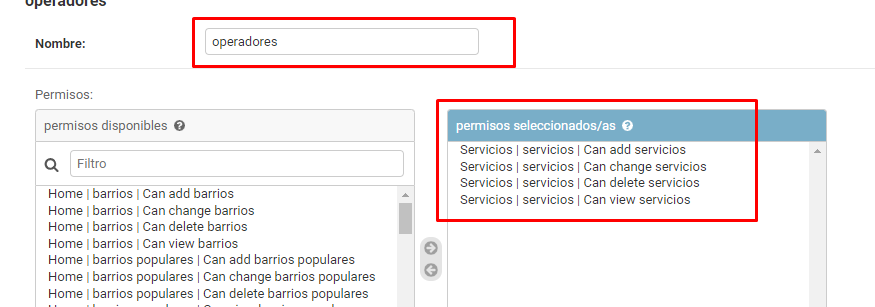 operadores
Nombre: operadores
Permisos:
permisos disponibles ?
Filtro
Home | barrios | Can add barrios
Home | barrios | Can change barrios
Home | barrios | Can delete barrios
Home | barrios | Can view barrios
Home | barrios populares | Can add barrios populares
Home | barrios populares | Can change barrios populares
Home | barrios populares | Can delete barrios populares
permisos seleccionados/as ?
Servicios | servicios | Can add servicios
Servicios | servicios | Can change servicios
Servicios | servicios | Can delete servicios
Servicios | servicios | Can view servicios